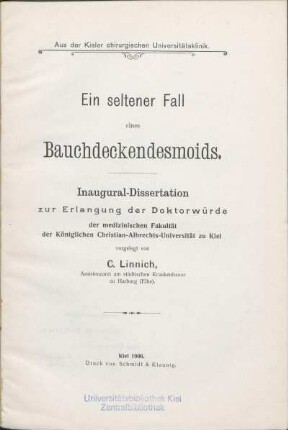 Aus der Kieler chirurgischen Universitätsklinik.
Ein seltener Fall
eines
Bauchdeckendesmoids.
Inaugural-Dissertation
zur Erlangung der Doktorwürde
der medizinischen Fakultät
der Königlichen Christian-Albrechts-Universität zu Kiel
vorgelegt von
C. Linnich,
Assistenzarzt am städtischen Krankenhause
zu Harburg (Elbe).
Kiel 1906.
Druck von Schmidt & Klaunig.
Universitätsbibliothek Kiel
Zentralbibliothek